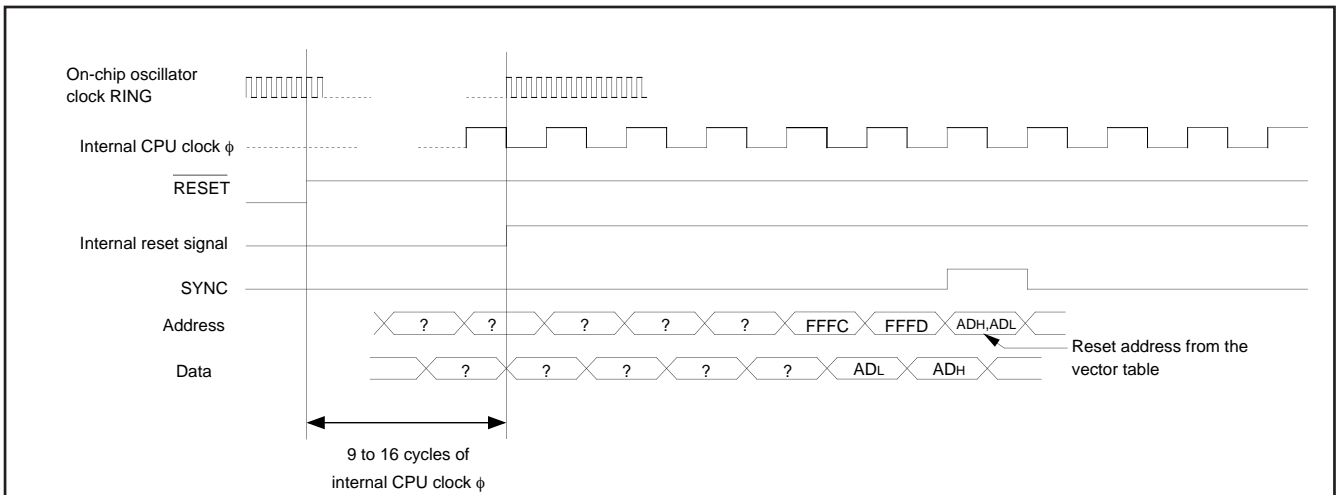 On-chip oscillator
clock RING
Internal CPU clock φ
RESET
Internal reset signal
SYNC
Address
? ? ? ? ? FFFC FFFD ADH,ADL
Reset address from the
vector table
Data
? ? ? ? ? ADL ADH
9 to 16 cycles of
internal CPU clock φ